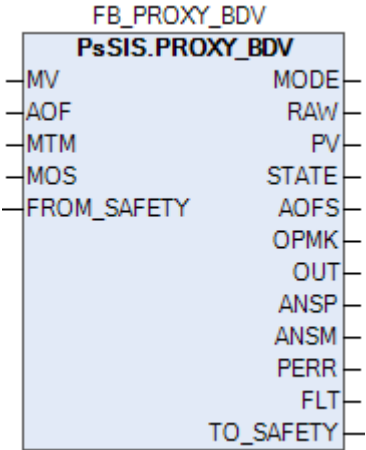 FB_PROXY_BDV
PsSIS.PROXY_BDV
MV MODE
AOF RAW
MTM PV
MOS STATE
FROM_SAFETY AOFS
OPMK
OUT
ANSP
ANSM
PERR
FLT
TO_SAFETY